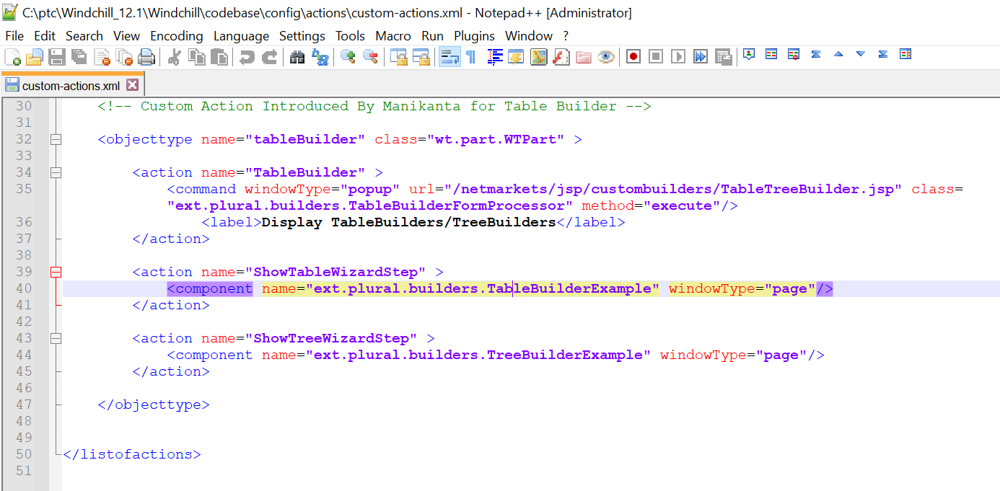 C:\ptc\Windchill_12.1\Windchill\codebase\config\actions\custom-actions.xml - Notepad++ [Administrator]
File Edit Search View Encoding Language Settings Tools Macro Run Plugins Window ?
custom-actions.xml
30 <!-- Custom Action Introduced By Manikanta for Table Builder -->
31
32 <objecttype name="tableBuilder" class="wt.part.WTPart" >
33
34 <action name="TableBuilder" >
35 <command windowType="popup" url="/netmarkets/jsp/custombuilders/TableTreeBuilder.jsp" class=
"ext.plural.builders.TableBuilderFormProcessor" method="execute"/>
36 <label>Display TableBuilders/TreeBuilders</label>
37 </action>
38
39 <action name="ShowTableWizardStep" >
40 <component name="ext.plural.builders.TableBuilderExample" windowType="page"/>
41 </action>
42
43 <action name="ShowTreeWizardStep" >
44 <component name="ext.plural.builders.TreeBuilderExample" windowType="page"/>
45 </action>
46
47 </objecttype>
48
49
50 </listofactions>
51